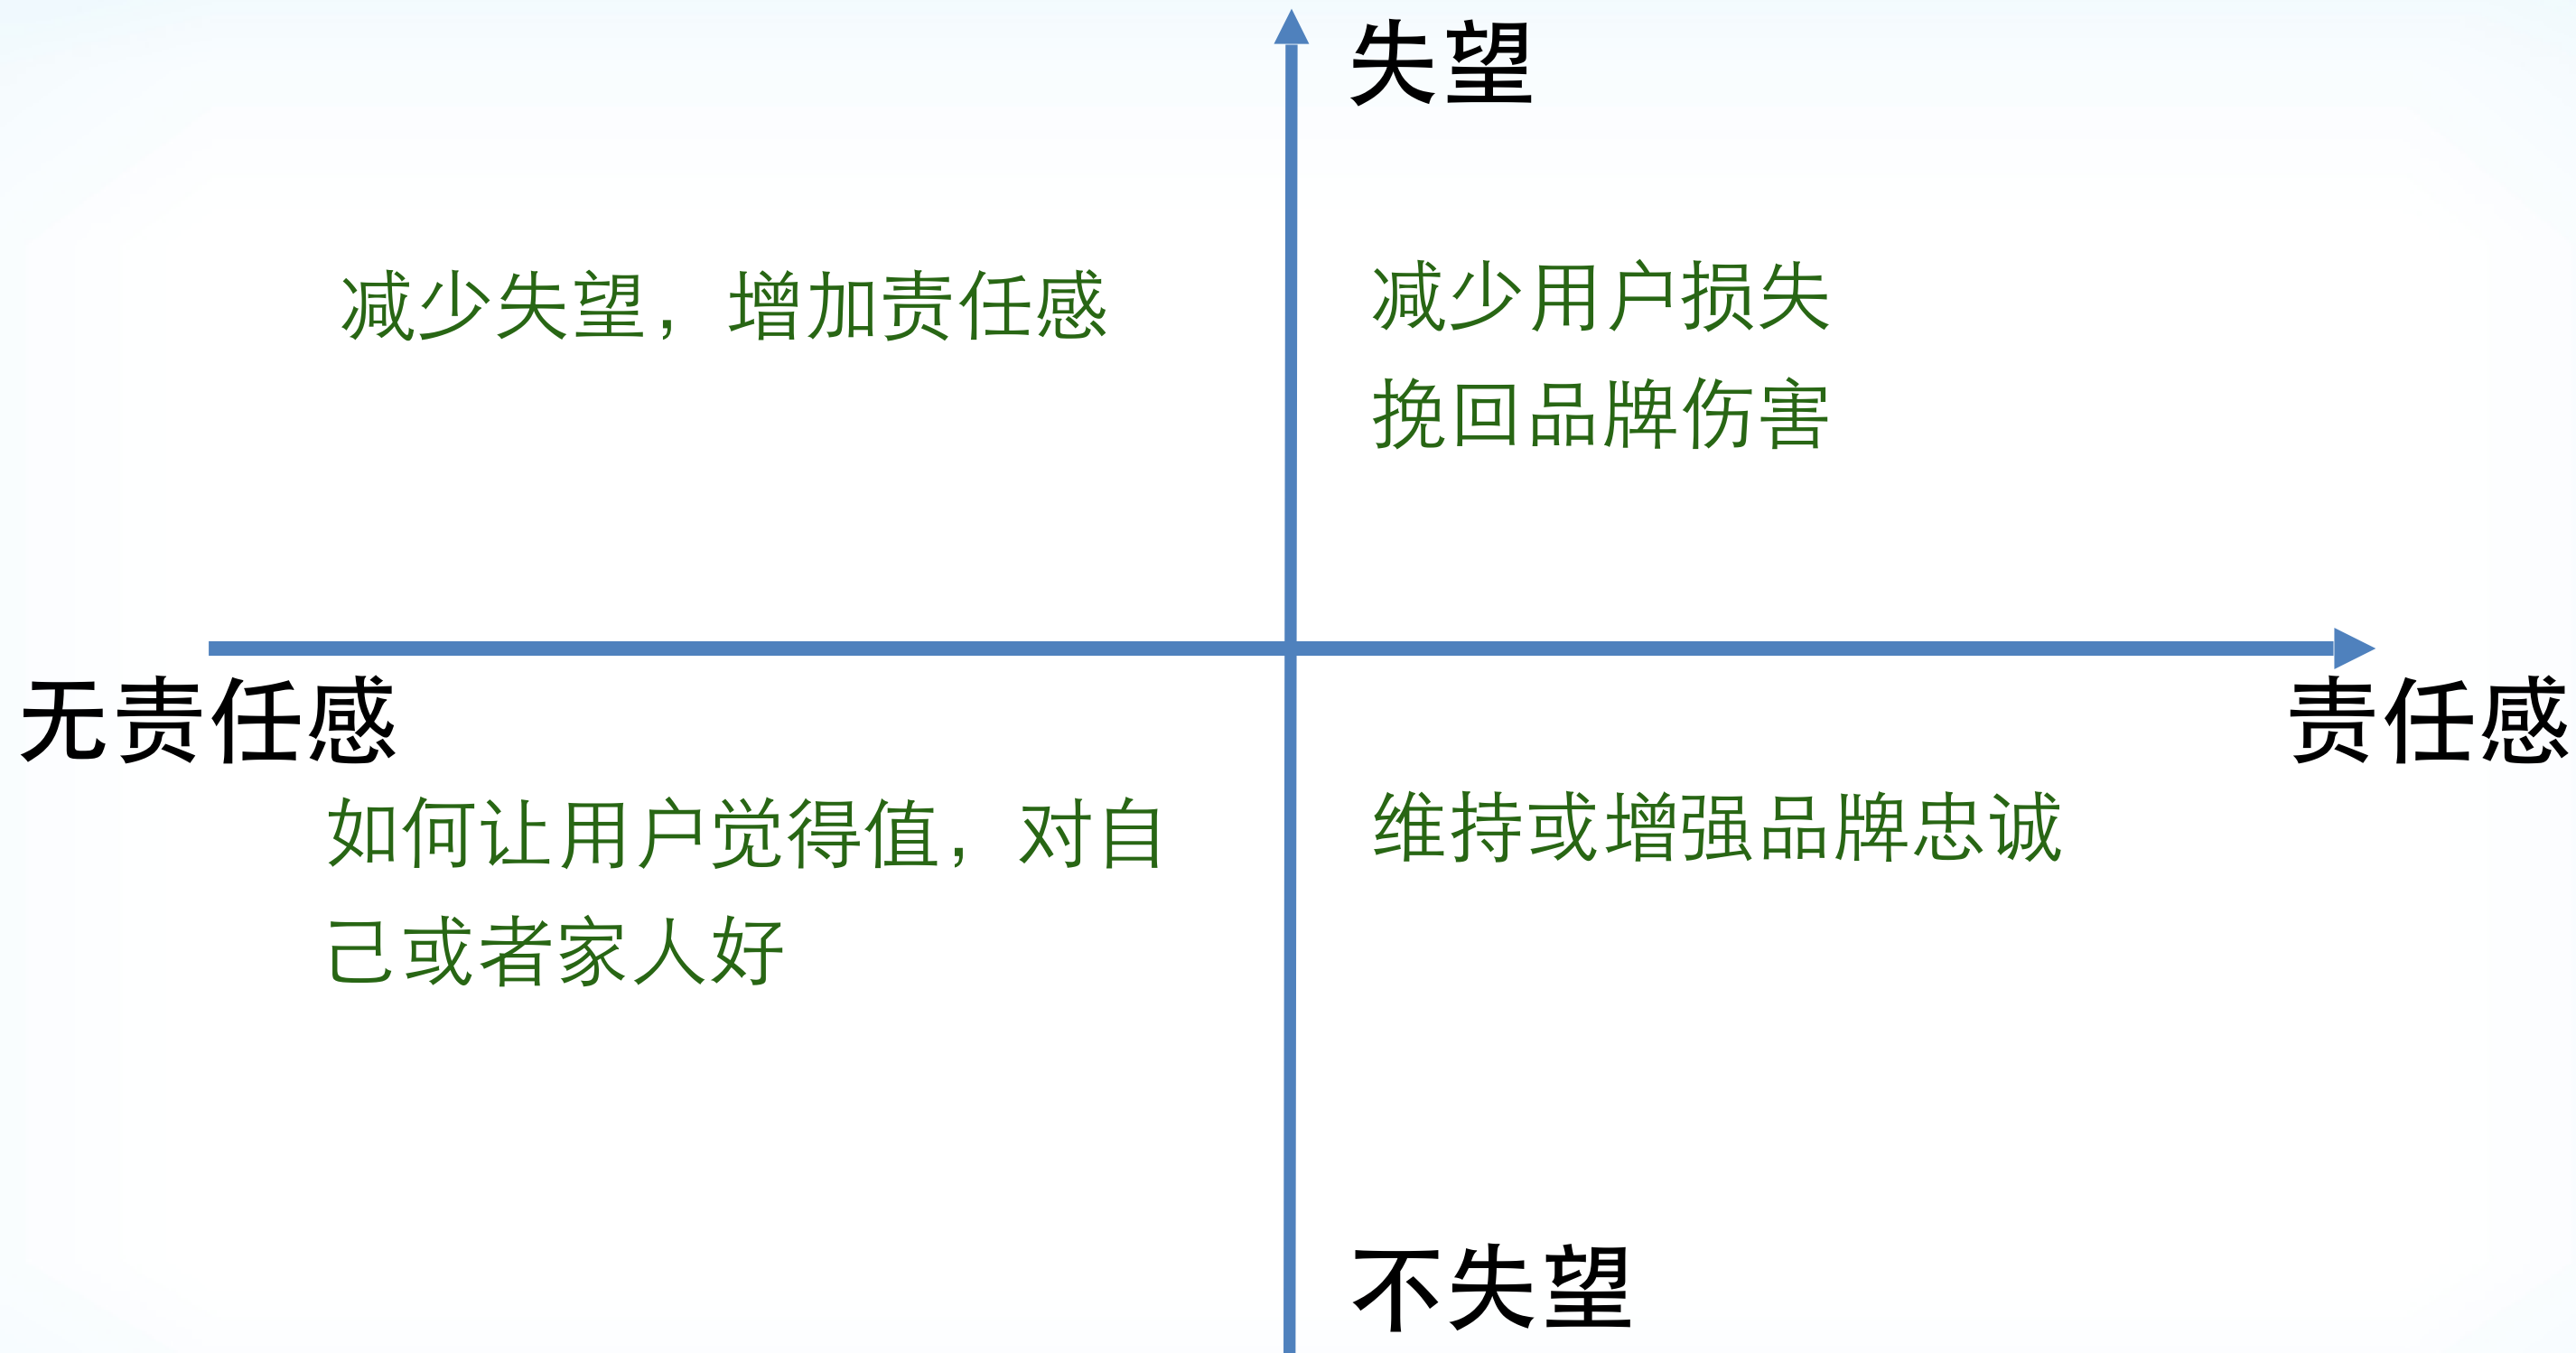 失望
减少失望，增加责任感
减少用户损失
挽回品牌伤害
无责任感
责任感
如何让用户觉得值，对自
己或者家人好
维持或增强品牌忠诚
不失望